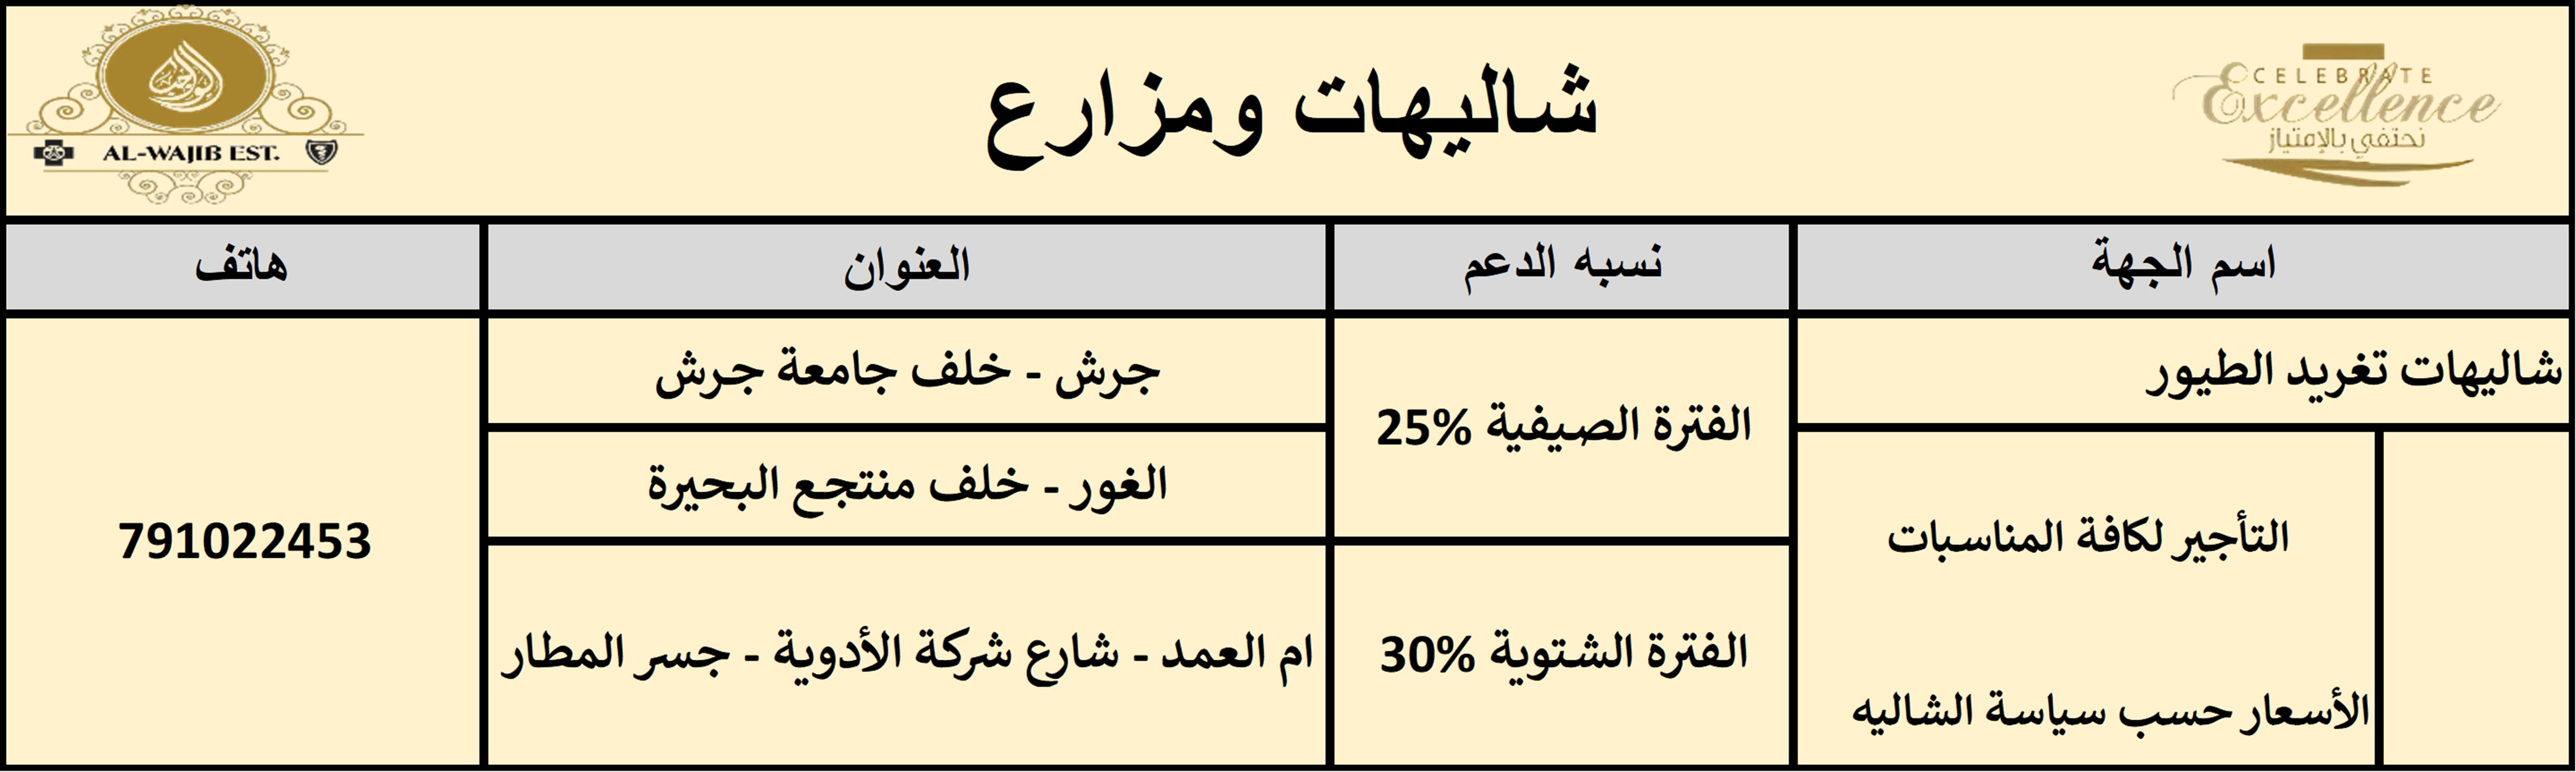 CELEBRATE
Excellence
نحتفي بالإمتياز
شاليهات ومزارع
AL-WAJIB EST.
اسم الجهة
نسبه الدعم
العنوان
هاتف
شاليهات تغريد الطيور
التأجير لكافة المناسبات
الأسعار حسب سياسة الشاليه
الفترة الصيفية 25%
الفترة الشتوية 30%
جرش - خلف جامعة جرش
الغور - خلف منتجع البحيرة
ام العمد - شارع شركة الأدوية - جسر المطار
791022453